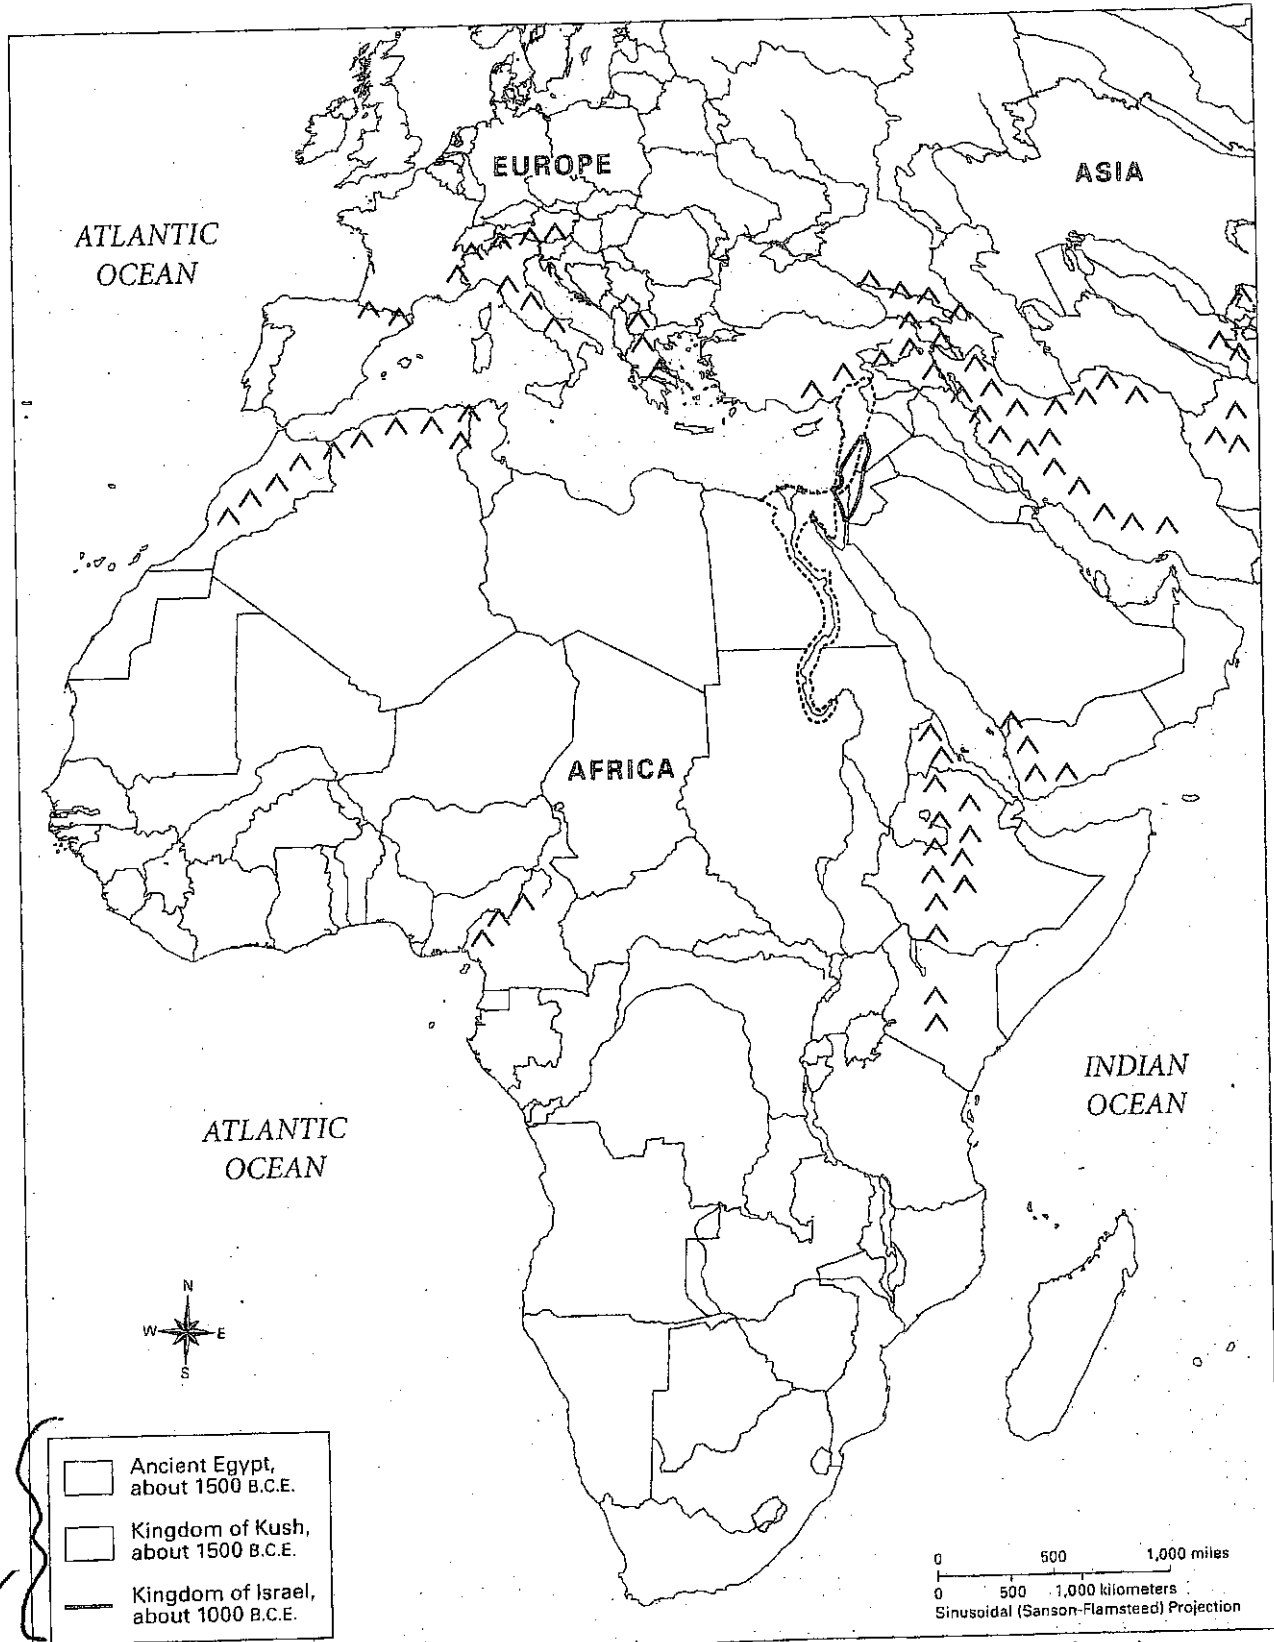 EUROPE
ASIA
ATLANTIC
OCEAN
AFRICA
INDIAN
OCEAN
ATLANTIC
OCEAN
N
W E
S
Ancient Egypt,
about 1500 B.C.E.
Kingdom of Kush,
about 1500 B.C.E.
Kingdom of Israel,
about 1000 B.C.E.
0 500 1,000 miles
0 500 1,000 kilometers
Sinusoidal (Sanson-Flamsteed) Projection